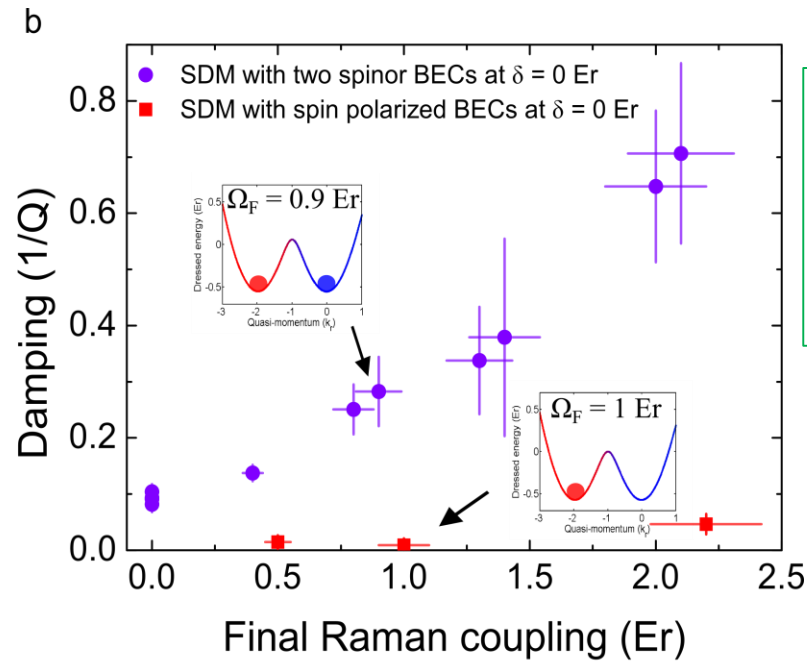 b
SDM with two spinor BECs at δ = 0 Er
SDM with spin polarized BECs at δ = 0 Er
Damping (1/Q)
0.8
0.6
0.4
0.2
0.0
0.0 0.5 1.0 1.5 2.0 2.5
Final Raman coupling (Er)
Ω_F = 0.9 Er
Dressed energy (Er)
0.5
0
-0.5
-3 -2 -1 0 1
Quasi-momentum (k_r)
Ω_F = 1 Er
Dressed energy (Er)
0.5
0
-0.5
-3 -2 -1 0 1
Quasi-momentum (k_r)